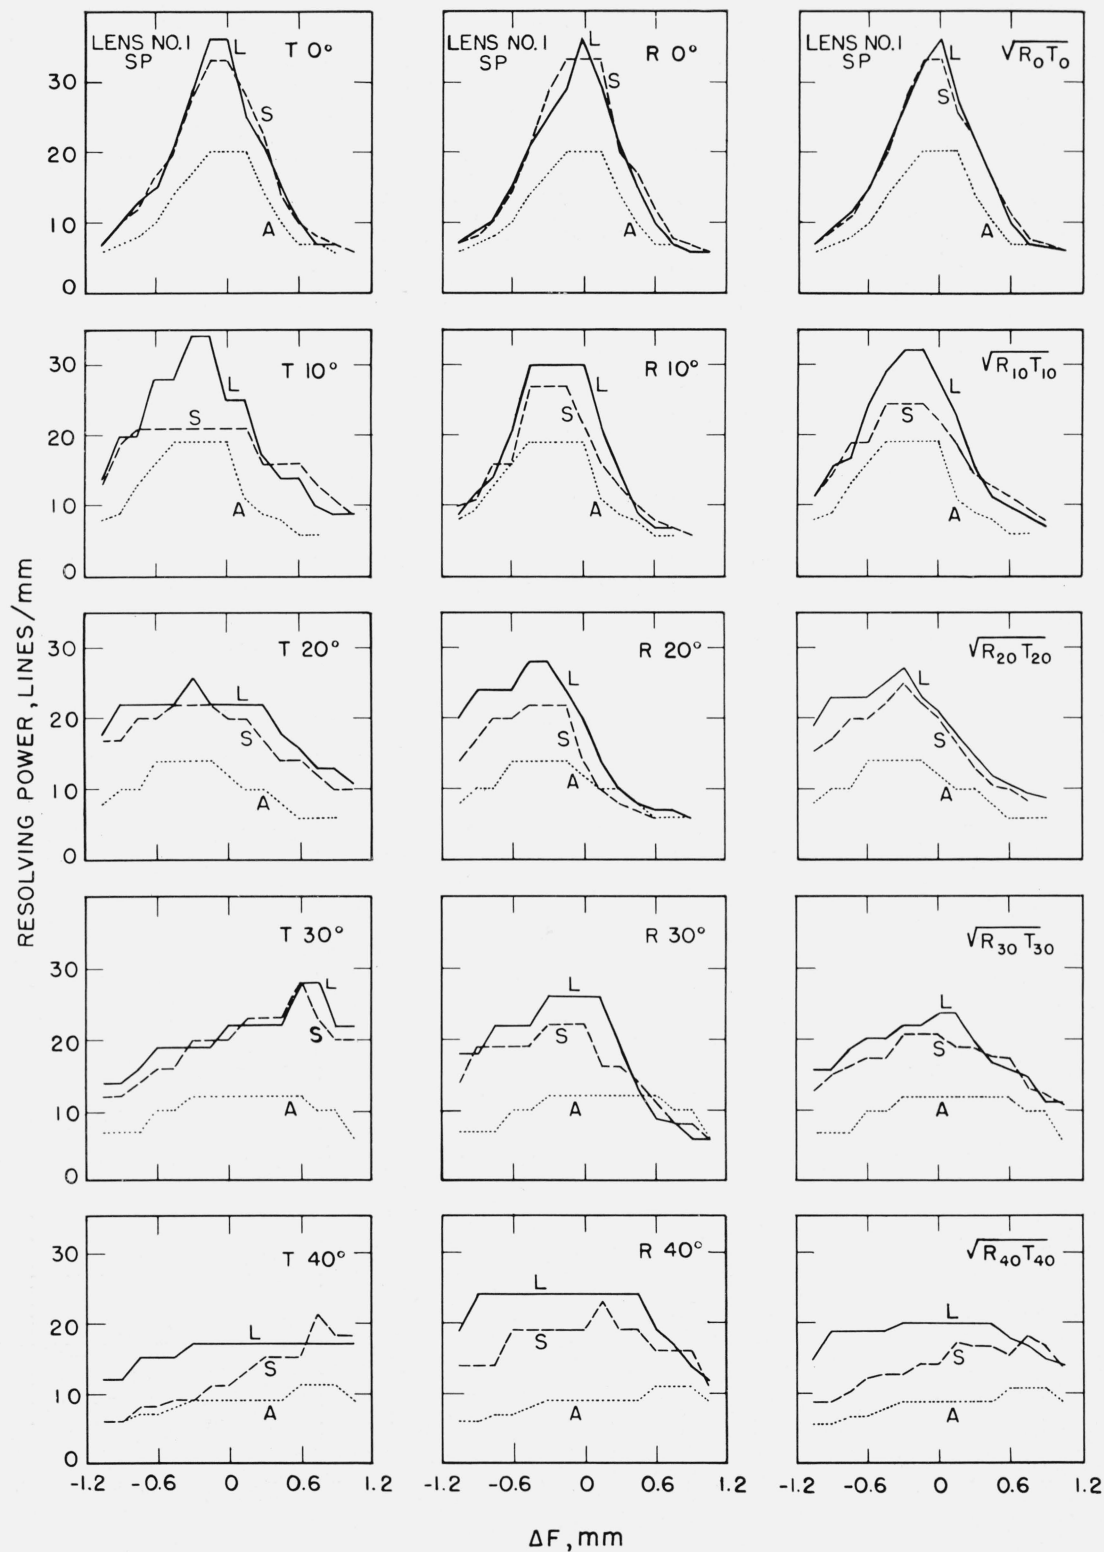 RESOLVING POWER, LINES/mm
LENS NO. 1
SP
T 0°
L
S
A
30
20
10
0
LENS NO. 1
SP
R 0°
L
S
A
LENS NO. 1
SP
√R₀T₀
L
S
A
T 10°
L
S
A
30
20
10
0
R 10°
L
S
A
√R₁₀T₁₀
L
S
A
T 20°
L
S
A
30
20
10
0
R 20°
L
S
A
√R₂₀T₂₀
L
S
A
T 30°
L
S
A
30
20
10
0
R 30°
L
S
A
√R₃₀T₃₀
L
S
A
T 40°
L
S
A
30
20
10
0
R 40°
L
S
A
√R₄₀T₄₀
L
S
A
-1.2 -0.6 0 0.6 1.2
-1.2 -0.6 0 0.6 1.2
-1.2 -0.6 0 0.6 1.2
ΔF, mm